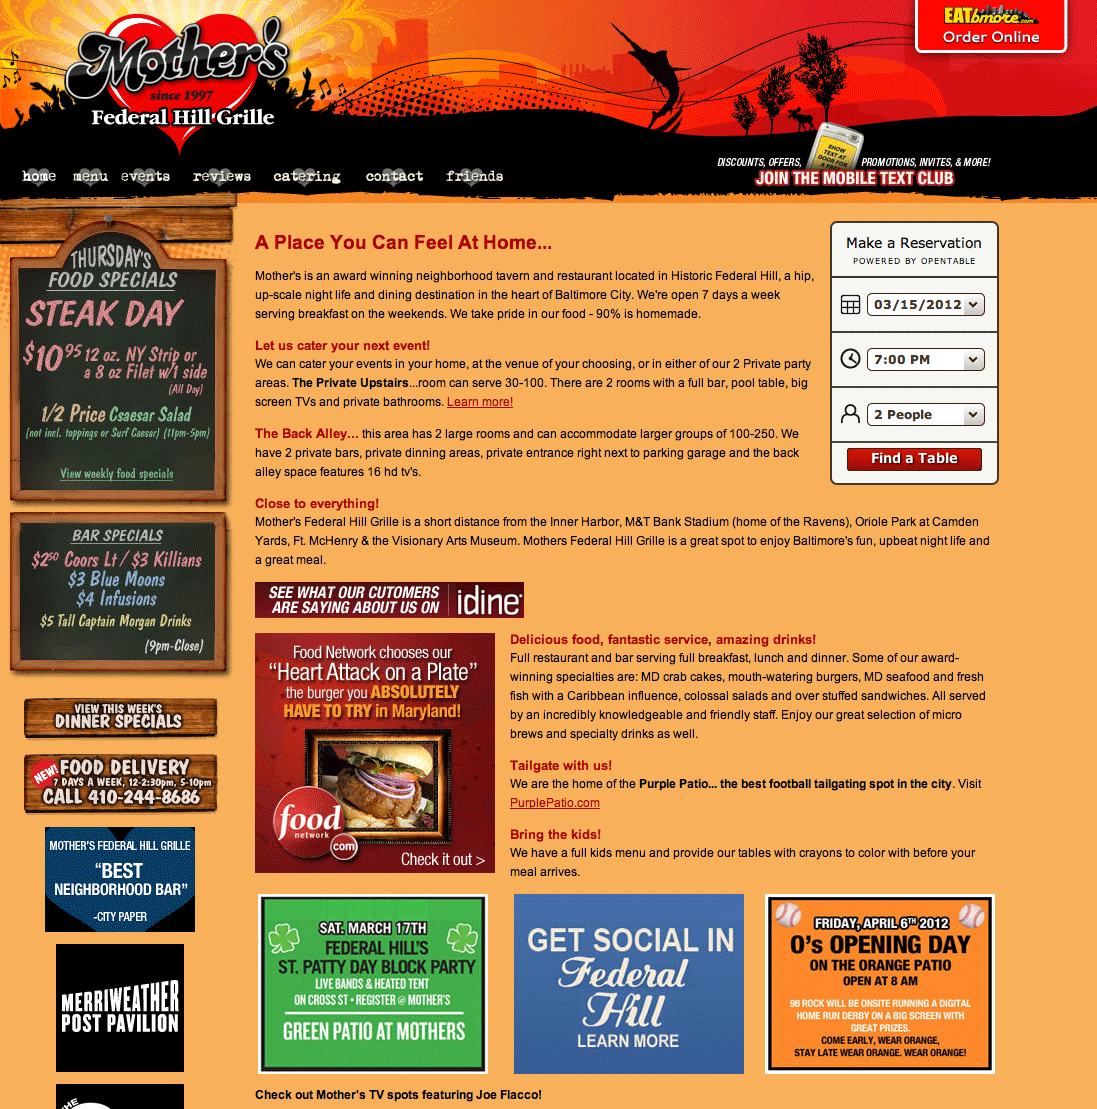 Mother's
since 1997
Federal Hill Grille
EATbmore.com
Order Online
SHOW
TEXT AT
DOOR FOR
DISCOUNTS, OFFERS, PROMOTIONS, INVITES, & MORE!
JOIN THE MOBILE TEXT CLUB
home menu events reviews catering contact friends
THURSDAY'S
FOOD SPECIALS
STEAK DAY
$10.95 12 oz. NY Strip or
a 8 oz Filet w/1 side
(All Day)
1/2 Price Csaesar Salad
(not incl. toppings or Surf Caesar) (11pm-5pm)
View weekly food specials
BAR SPECIALS
$2.50 Coors Lt / $3 Killians
$3 Blue Moons
$4 Infusions
$5 Tall Captain Morgan Drinks
(9pm-Close)
VIEW THIS WEEK'S
DINNER SPECIALS
NEW! FOOD DELIVERY
7 DAYS A WEEK, 12-2:30pm, 5-10pm
CALL 410-244-8686
MOTHER'S FEDERAL HILL GRILLE
“BEST
NEIGHBORHOOD BAR”
-CITY PAPER
MERRIWEATHER
POST PAVILION
THE
A Place You Can Feel At Home...
Mother's is an award winning neighborhood tavern and restaurant located in Historic Federal Hill, a hip,
up-scale night life and dining destination in the heart of Baltimore City. We're open 7 days a week
serving breakfast on the weekends. We take pride in our food - 90% is homemade.
Let us cater your next event!
We can cater your events in your home, at the venue of your choosing, or in either of our 2 Private party
areas. The Private Upstairs...room can serve 30-100. There are 2 rooms with a full bar, pool table, big
screen TVs and private bathrooms. Learn more!
The Back Alley... this area has 2 large rooms and can accommodate larger groups of 100-250. We
have 2 private bars, private dinning areas, private entrance right next to parking garage and the back
alley space features 16 hd tv's.
Make a Reservation
POWERED BY OPENTABLE
03/15/2012
7:00 PM
2 People
Find a Table
Close to everything!
Mother's Federal Hill Grille is a short distance from the Inner Harbor, M&T Bank Stadium (home of the Ravens), Oriole Park at Camden
Yards, Ft. McHenry & the Visionary Arts Museum. Mothers Federal Hill Grille is a great spot to enjoy Baltimore's fun, upbeat night life and
a great meal.
SEE WHAT OUR CUTOMERS
ARE SAYING ABOUT US ON idine
Food Network chooses our
“Heart Attack on a Plate”
the burger you ABSOLUTELY
HAVE TO TRY in Maryland!
food
network
.com
Check it out >
Delicious food, fantastic service, amazing drinks!
Full restaurant and bar serving full breakfast, lunch and dinner. Some of our award-
winning specialties are: MD crab cakes, mouth-watering burgers, MD seafood and fresh
fish with a Caribbean influence, colossal salads and over stuffed sandwiches. All served
by an incredibly knowledgeable and friendly staff. Enjoy our great selection of micro
brews and specialty drinks as well.
Tailgate with us!
We are the home of the Purple Patio... the best football tailgating spot in the city. Visit
PurplePatio.com
Bring the kids!
We have a full kids menu and provide our tables with crayons to color with before your
meal arrives.
SAT. MARCH 17TH
FEDERAL HILL'S
ST. PATTY DAY BLOCK PARTY
LIVE BANDS & HEATED TENT
ON CROSS ST • REGISTER @ MOTHER'S
GREEN PATIO AT MOTHERS
GET SOCIAL IN
Federal
Hill
LEARN MORE
FRIDAY, APRIL 6TH 2012
O's OPENING DAY
ON THE ORANGE PATIO
OPEN AT 8 AM
98 ROCK WILL BE ONSITE RUNNING A DIGITAL
HOME RUN DERBY ON A BIG SCREEN WITH
GREAT PRIZES.
COME EARLY, WEAR ORANGE,
STAY LATE WEAR ORANGE. WEAR ORANGE!
Check out Mother's TV spots featuring Joe Flacco!